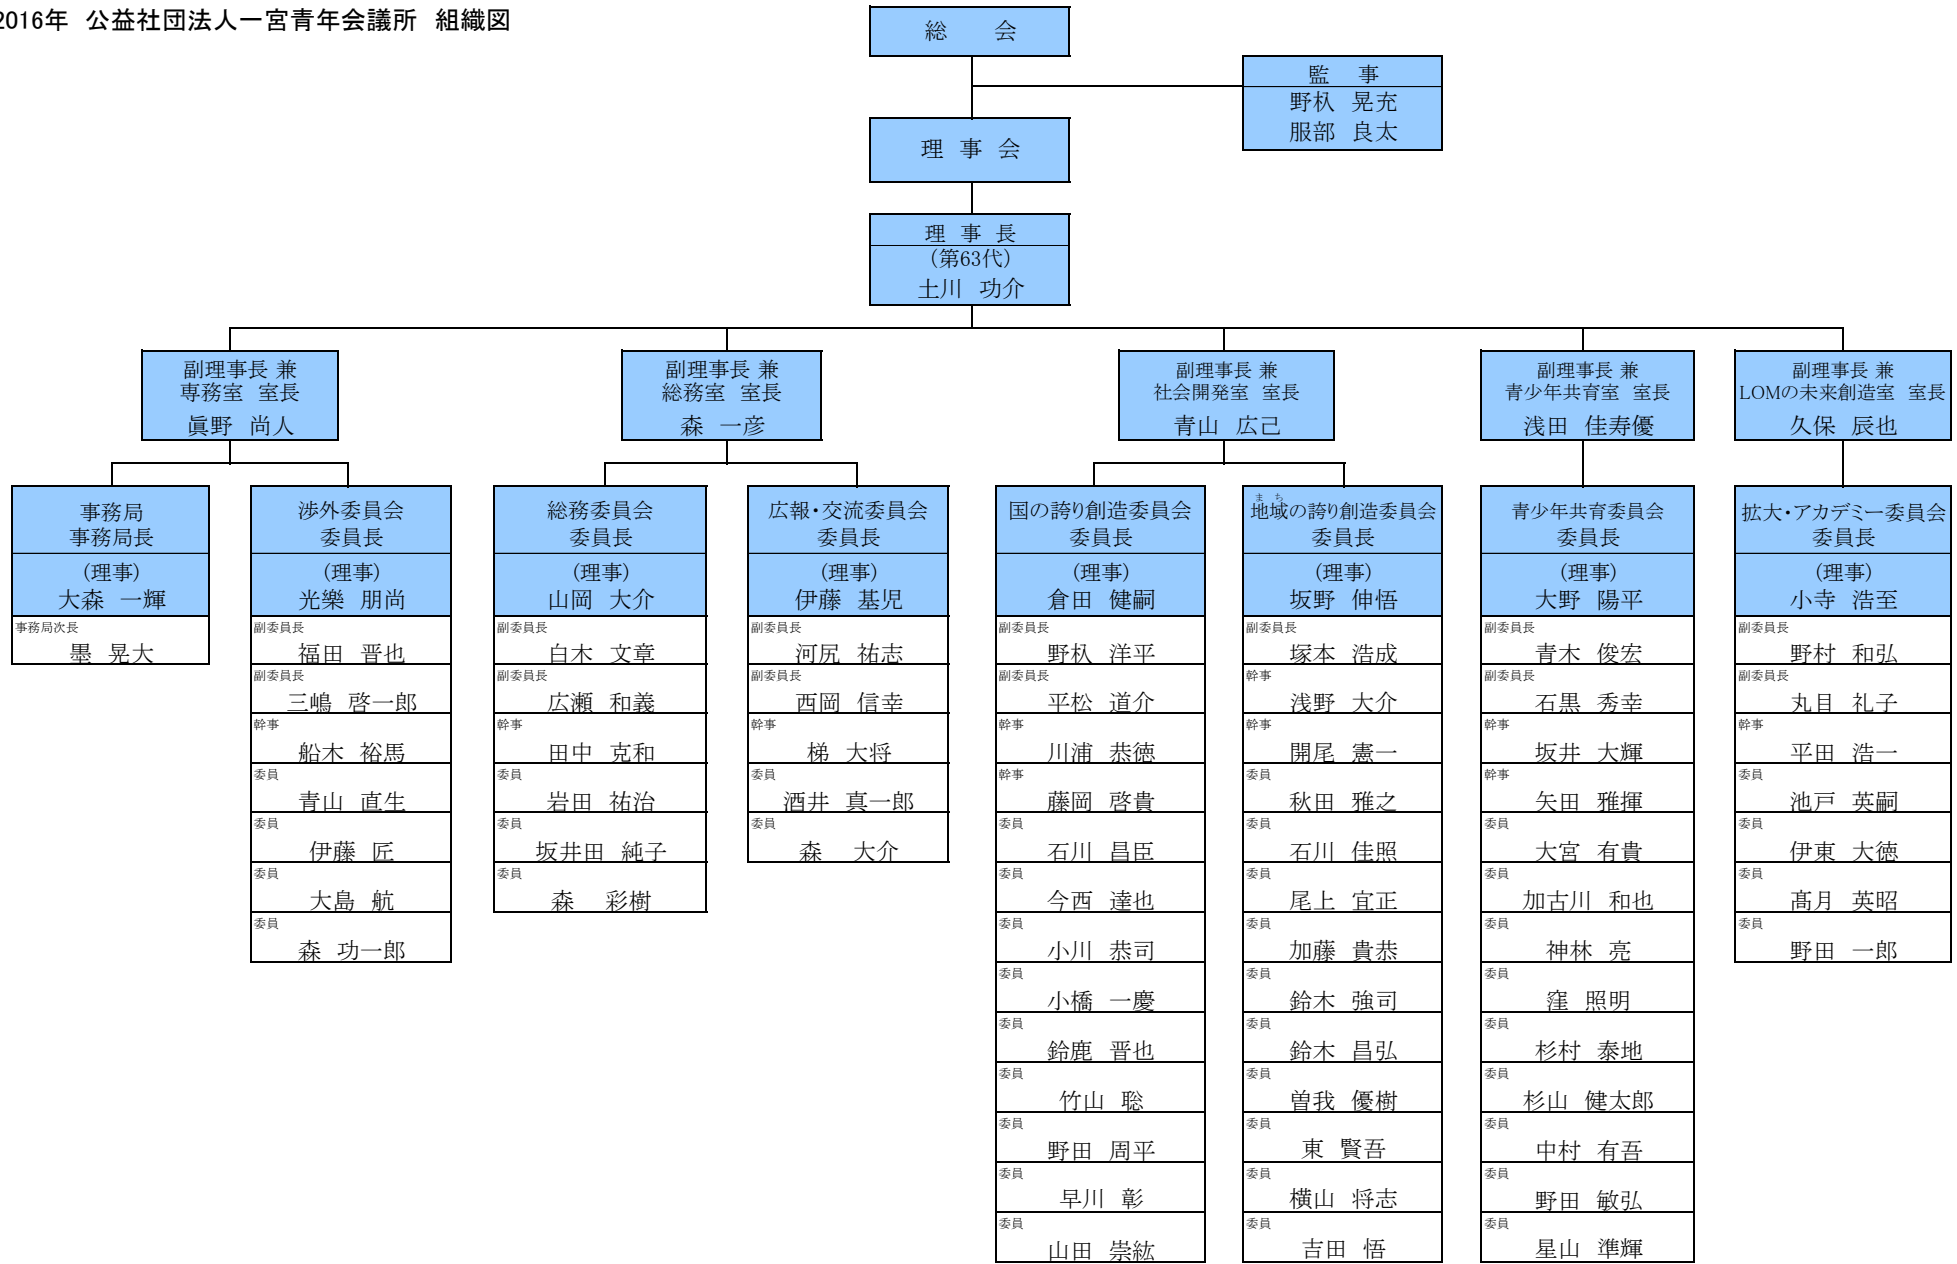 2016年 公益社団法人一宮青年会議所 組織図
総 会
監 事
野杁 晃充
服部 良太
理 事 会
理 事 長
(第63代)
土川 功介
副理事長 兼
専務室 室長
眞野 尚人
副理事長 兼
総務室 室長
森 一彦
副理事長 兼
社会開発室 室長
青山 広己
副理事長 兼
青少年共育室 室長
浅田 佳寿優
副理事長 兼
LOMの未来創造室 室長
久保 辰也
事務局
事務局長
(理事)
大森 一輝
事務局次長
墨 晃大
渉外委員会
委員長
(理事)
光樂 朋尚
副委員長
福田 晋也
副委員長
三嶋 啓一郎
幹事
船木 裕馬
委員
青山 直生
委員
伊藤 匠
委員
大島 航
委員
森 功一郎
総務委員会
委員長
(理事)
山岡 大介
副委員長
白木 文章
副委員長
広瀬 和義
幹事
田中 克和
委員
岩田 祐治
委員
坂井田 純子
委員
森 彩樹
広報・交流委員会
委員長
(理事)
伊藤 基児
副委員長
河尻 祐志
副委員長
西岡 信幸
幹事
梯 大将
委員
酒井 真一郎
委員
森 大介
国の誇り創造委員会
委員長
(理事)
倉田 健嗣
副委員長
野杁 洋平
副委員長
平松 道介
幹事
川浦 恭徳
幹事
藤岡 啓貴
委員
石川 昌臣
委員
今西 達也
委員
小川 恭司
委員
小橋 一慶
委員
鈴鹿 晋也
委員
竹山 聡
委員
野田 周平
委員
早川 彰
委員
山田 崇紘
まち
地域の誇り創造委員会
委員長
(理事)
坂野 伸悟
副委員長
塚本 浩成
幹事
浅野 大介
幹事
開尾 憲一
委員
秋田 雅之
委員
石川 佳照
委員
尾上 宜正
委員
加藤 貴恭
委員
鈴木 強司
委員
鈴木 昌弘
委員
曽我 優樹
委員
東 賢吾
委員
横山 将志
委員
吉田 悟
青少年共育委員会
委員長
(理事)
大野 陽平
副委員長
青木 俊宏
副委員長
石黒 秀幸
幹事
坂井 大輝
幹事
矢田 雅揮
委員
大宮 有貴
委員
加古川 和也
委員
神林 亮
委員
窪 照明
委員
杉村 泰地
委員
杉山 健太郎
委員
中村 有吾
委員
野田 敏弘
委員
星山 準輝
拡大・アカデミー委員会
委員長
(理事)
小寺 浩至
副委員長
野村 和弘
副委員長
丸目 礼子
幹事
平田 浩一
委員
池戸 英嗣
委員
伊東 大徳
委員
髙月 英昭
委員
野田 一郎